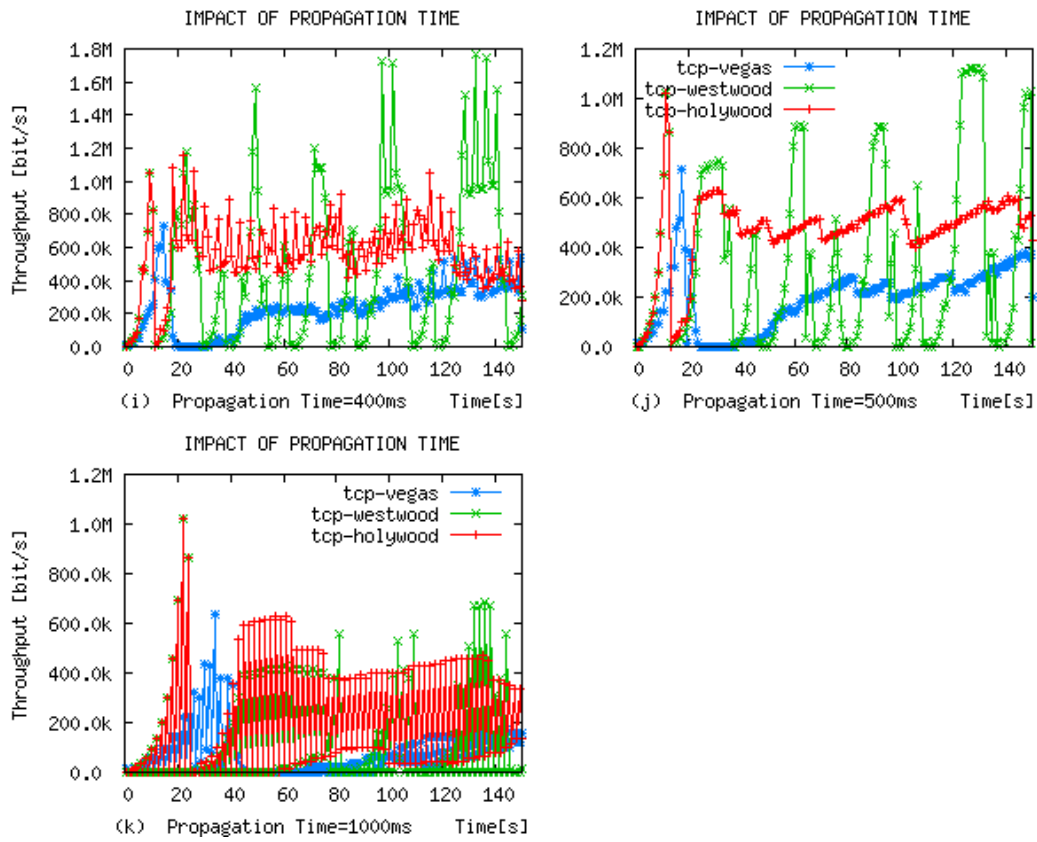 IMPACT OF PROPAGATION TIME
1.8M
1.6M
1.4M
1.2M
1.0M
800.0k
600.0k
400.0k
200.0k
0.0
Throughput [bit/s]
0 20 40 60 80 100 120 140
(i) Propagation Time=400ms Time[s]
IMPACT OF PROPAGATION TIME
tcp-vegas
tcp-westwood
tcp-holywood
1.2M
1.0M
800.0k
600.0k
400.0k
200.0k
0.0
0 20 40 60 80 100 120 140
(j) Propagation Time=500ms Time[s]
IMPACT OF PROPAGATION TIME
tcp-vegas
tcp-westwood
tcp-holywood
1.2M
1.0M
800.0k
600.0k
400.0k
200.0k
0.0
Throughput [bit/s]
0 20 40 60 80 100 120 140
(k) Propagation Time=1000ms Time[s]